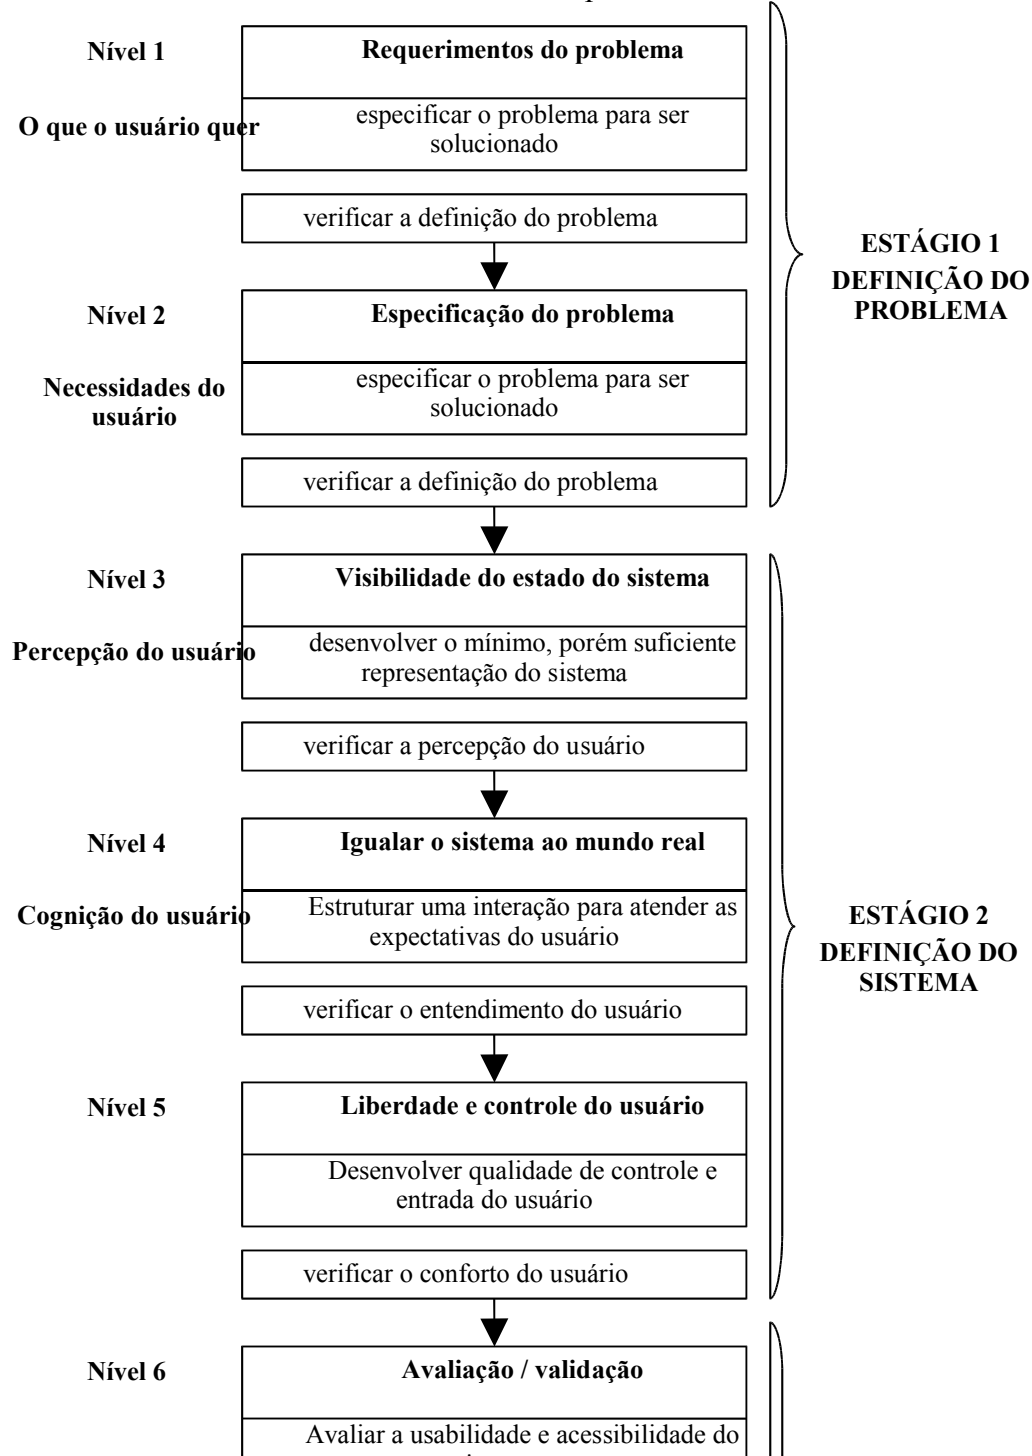 Nível 1
Requerimentos do problema
O que o usuário quer
especificar o problema para ser
solucionado
verificar a definição do problema
ESTÁGIO 1
DEFINIÇÃO DO
PROBLEMA
Nível 2
Especificação do problema
Necessidades do
usuário
especificar o problema para ser
solucionado
verificar a definição do problema
Nível 3
Visibilidade do estado do sistema
Percepção do usuário
desenvolver o mínimo, porém suficiente
representação do sistema
verificar a percepção do usuário
Nível 4
Igualar o sistema ao mundo real
Cognição do usuário
Estruturar uma interação para atender as
expectativas do usuário
ESTÁGIO 2
DEFINIÇÃO DO
SISTEMA
verificar o entendimento do usuário
Nível 5
Liberdade e controle do usuário
Desenvolver qualidade de controle e
entrada do usuário
verificar o conforto do usuário
Nível 6
Avaliação / validação
Avaliar a usabilidade e acessibilidade do